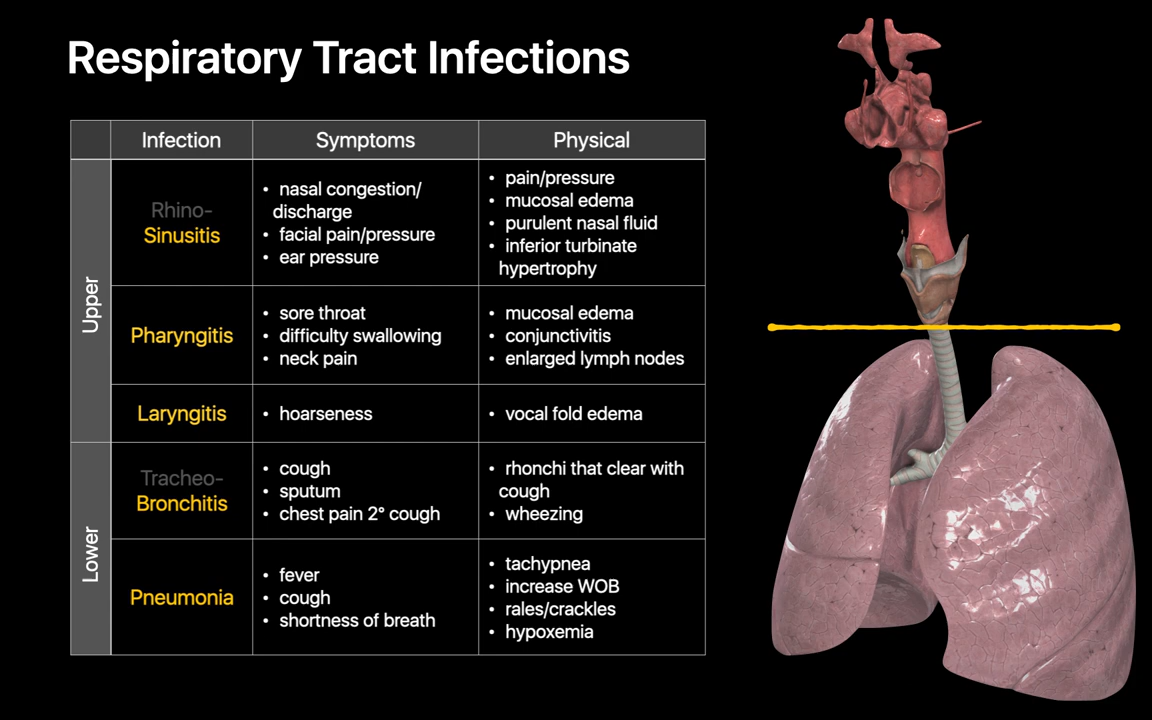 Respiratory Tract Infections
Infection
Symptoms
Physical
Upper
Rhino-
Sinusitis
• nasal congestion/
discharge
• facial pain/pressure
• ear pressure
• pain/pressure
• mucosal edema
• purulent nasal fluid
• inferior turbinate
hypertrophy
Pharyngitis
• sore throat
• difficulty swallowing
• neck pain
• mucosal edema
• conjunctivitis
• enlarged lymph nodes
Laryngitis
• hoarseness
• vocal fold edema
Lower
Tracheo-
Bronchitis
• cough
• sputum
• chest pain 2° cough
• rhonchi that clear with
cough
• wheezing
Pneumonia
• fever
• cough
• shortness of breath
• tachypnea
• increase WOB
• rales/crackles
• hypoxemia